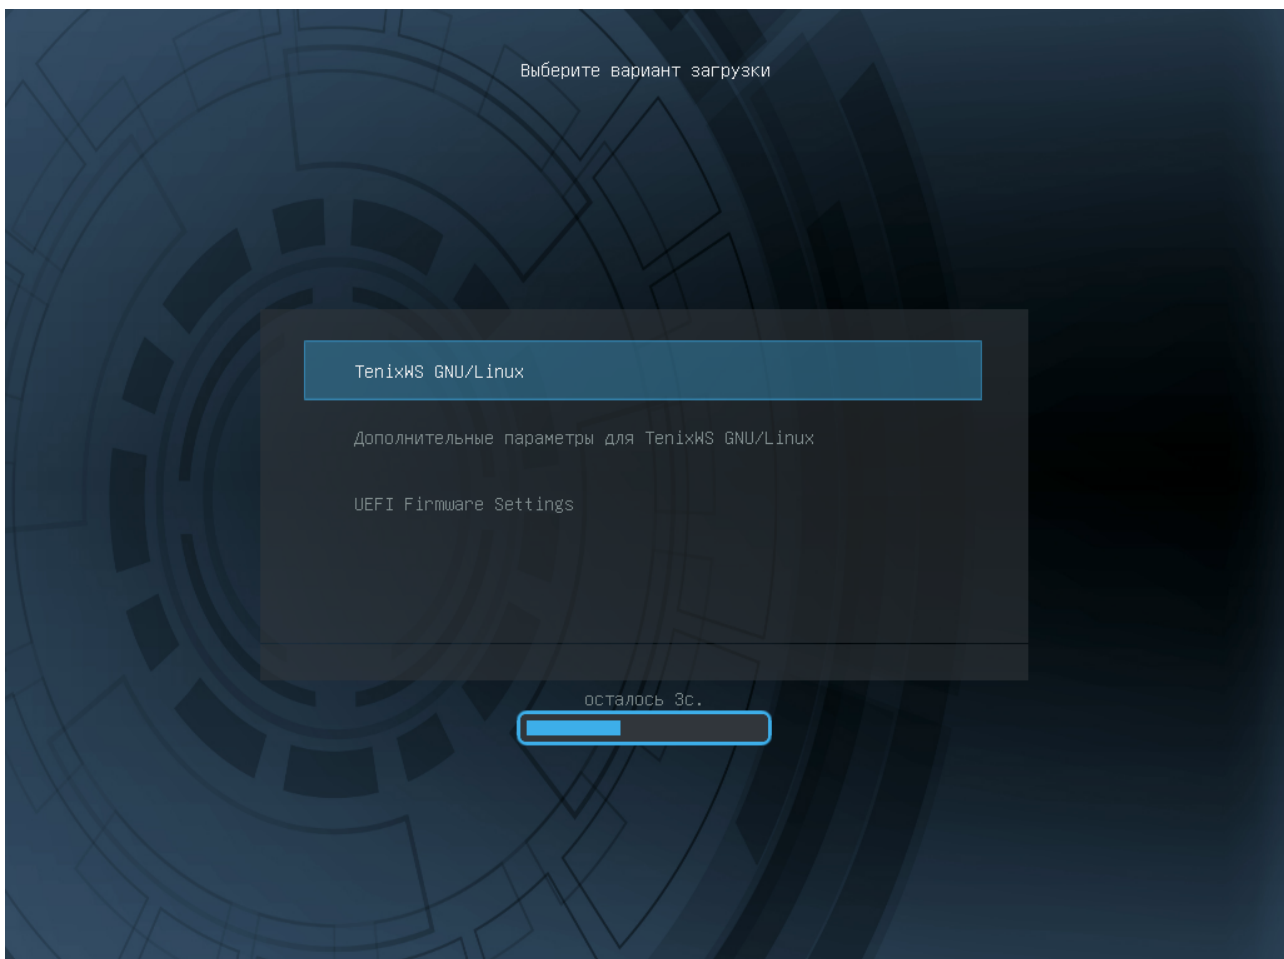 Выберите вариант загрузки
TenixWS GNU/Linux
Дополнительные параметры для TenixWS GNU/Linux
UEFI Firmware Settings
осталось 3с.